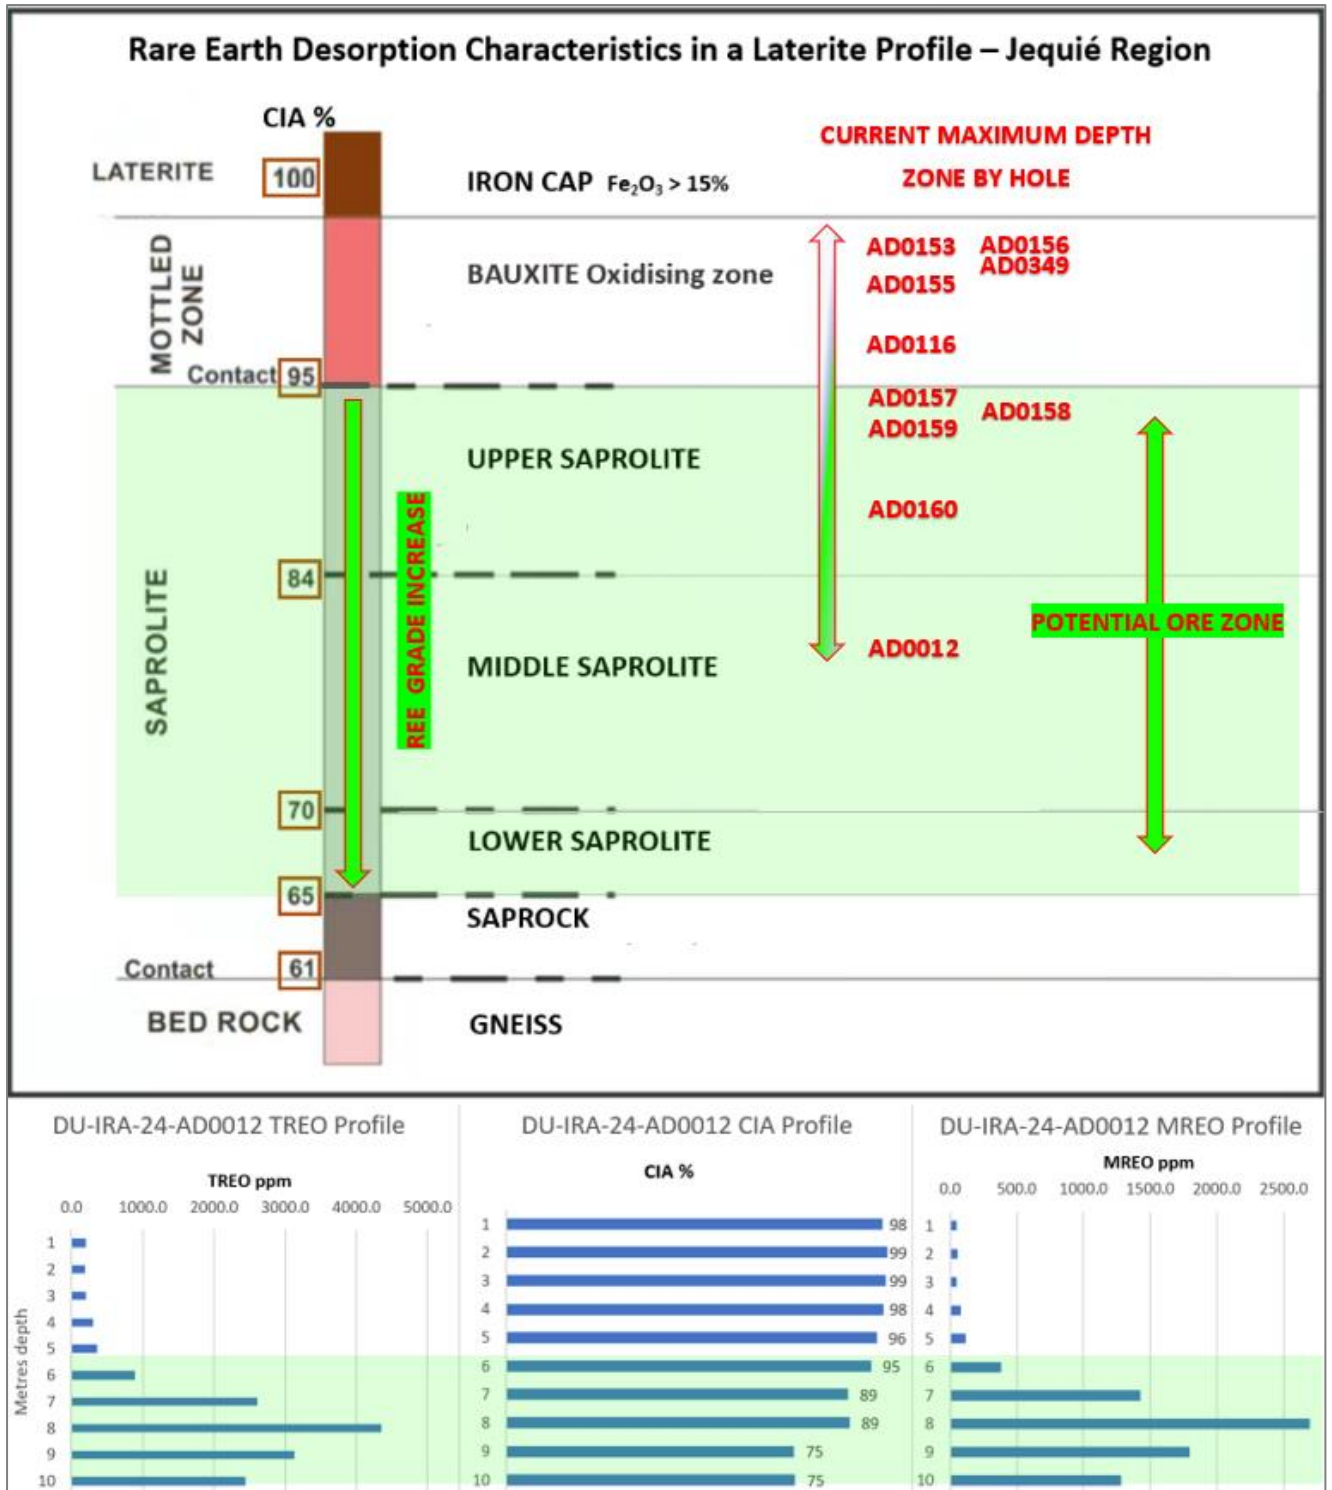 Rare Earth Desorption Characteristics in a Laterite Profile – Jequié Region
CIA %
CURRENT MAXIMUM DEPTH
ZONE BY HOLE
LATERITE
100
IRON CAP Fe₂O₃ > 15%
MOTTLED
ZONE
BAUXITE Oxidising zone
AD0153 AD0156
AD0349
AD0155
AD0116
Contact 95
AD0157
AD0158
AD0159
UPPER SAPROLITE
AD0160
REE GRADE INCREASE
84
SAPROLITE
POTENTIAL ORE ZONE
AD0012
MIDDLE SAPROLITE
70
LOWER SAPROLITE
65
SAPROCK
Contact 61
BED ROCK
GNEISS
DU-IRA-24-AD0012 TREO Profile
TREO ppm
0.0 1000.0 2000.0 3000.0 4000.0 5000.0
Metres depth
1
2
3
4
5
6
7
8
9
10
DU-IRA-24-AD0012 CIA Profile
CIA %
1 98
2 99
3 99
4 98
5 96
6 95
7 89
8 89
9 75
10 75
DU-IRA-24-AD0012 MREO Profile
MREO ppm
0.0 500.0 1000.0 1500.0 2000.0 2500.0
1
2
3
4
5
6
7
8
9
10